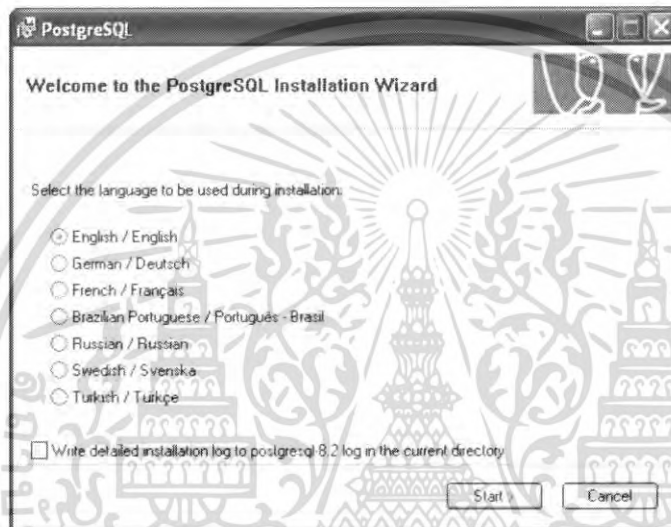 PostgreSQL
Welcome to the PostgreSQL Installation Wizard
Select the language to be used during installation:
English / English
German / Deutsch
French / Français
Brazilian Portuguese / Português - Brasil
Russian / Russian
Swedish / Svenska
Turkish / Türkçe
Write detailed installation log to postgresql-8.2.log in the current directory
Start >
Cancel